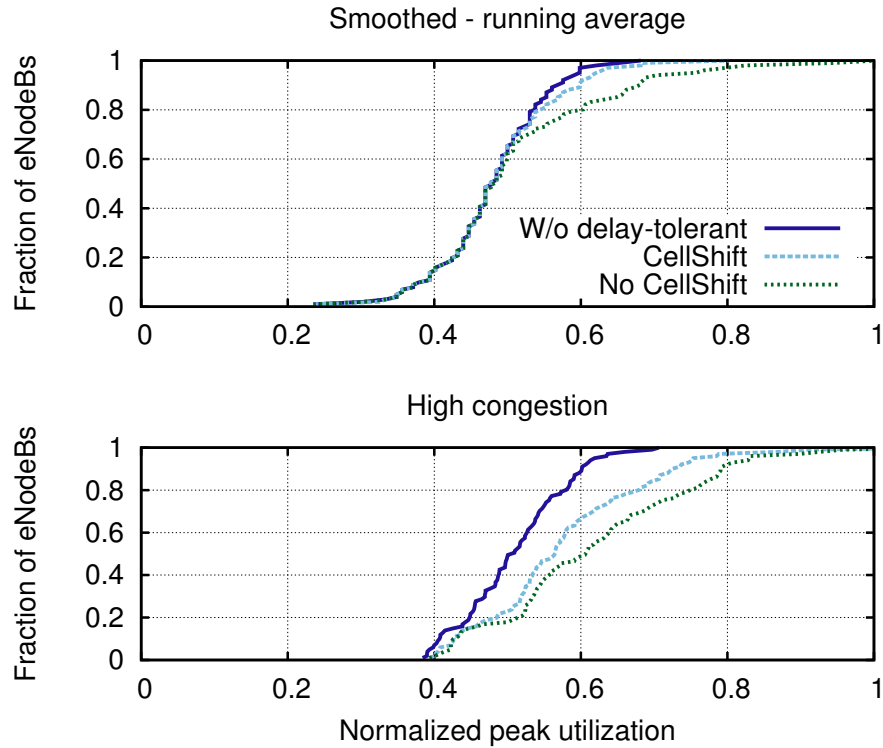 Smoothed - running average
Fraction of eNodeBs
1
0.8
0.6
0.4
0.2
0
W/o delay-tolerant
CellShift
No CellShift
0 0.2 0.4 0.6 0.8 1
High congestion
Fraction of eNodeBs
1
0.8
0.6
0.4
0.2
0
0 0.2 0.4 0.6 0.8 1
Normalized peak utilization